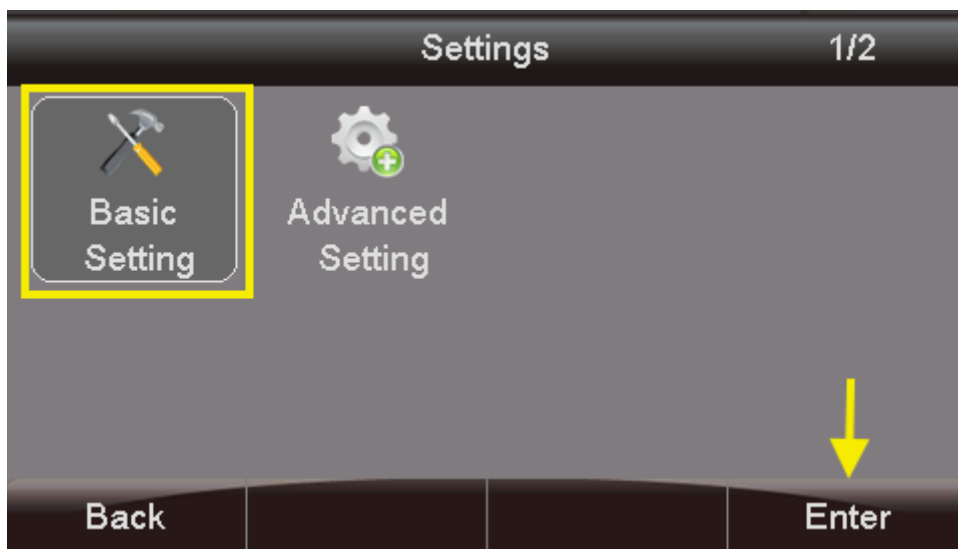 Settings 1/2
Basic
Setting
Advanced
Setting
Back Enter